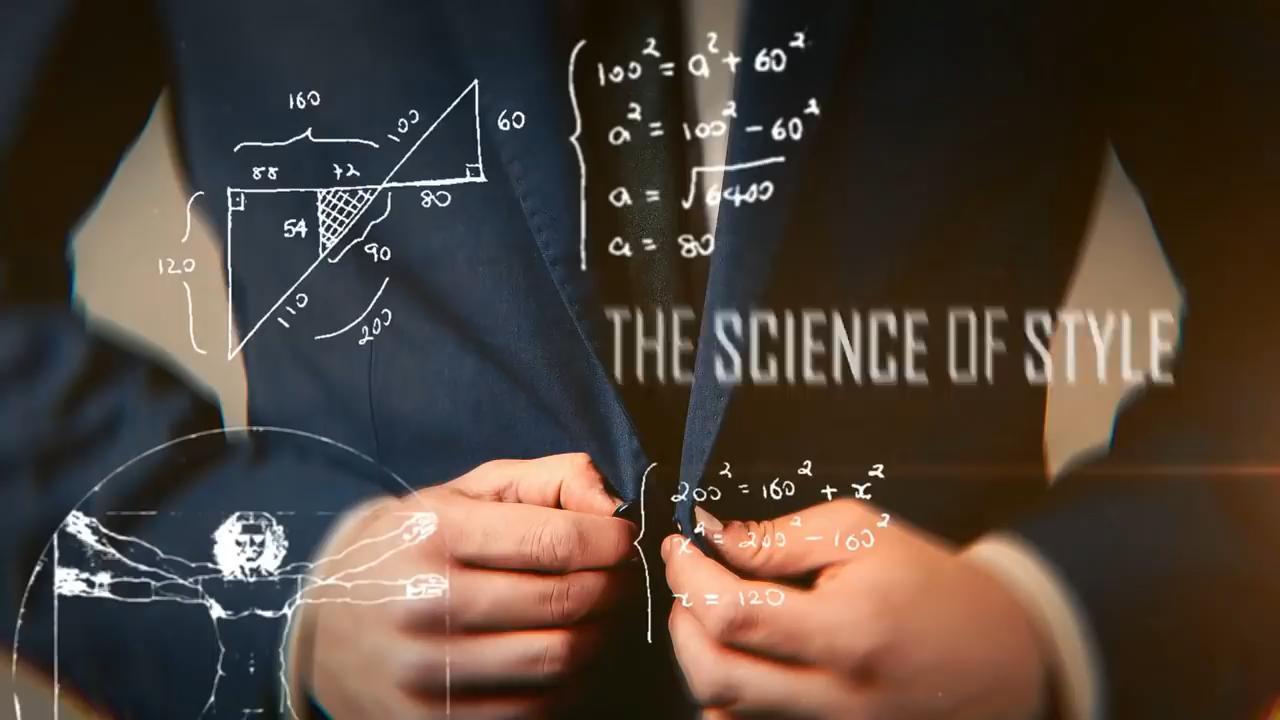 160
100
60
88 72
80
54
90
120
110
200
100² = a² + 60²
a² = 100² - 60²
a = √6400
a = 80
THE SCIENCE OF STYLE
200² = 160² + x²
x² = 200² - 160²
x = 120